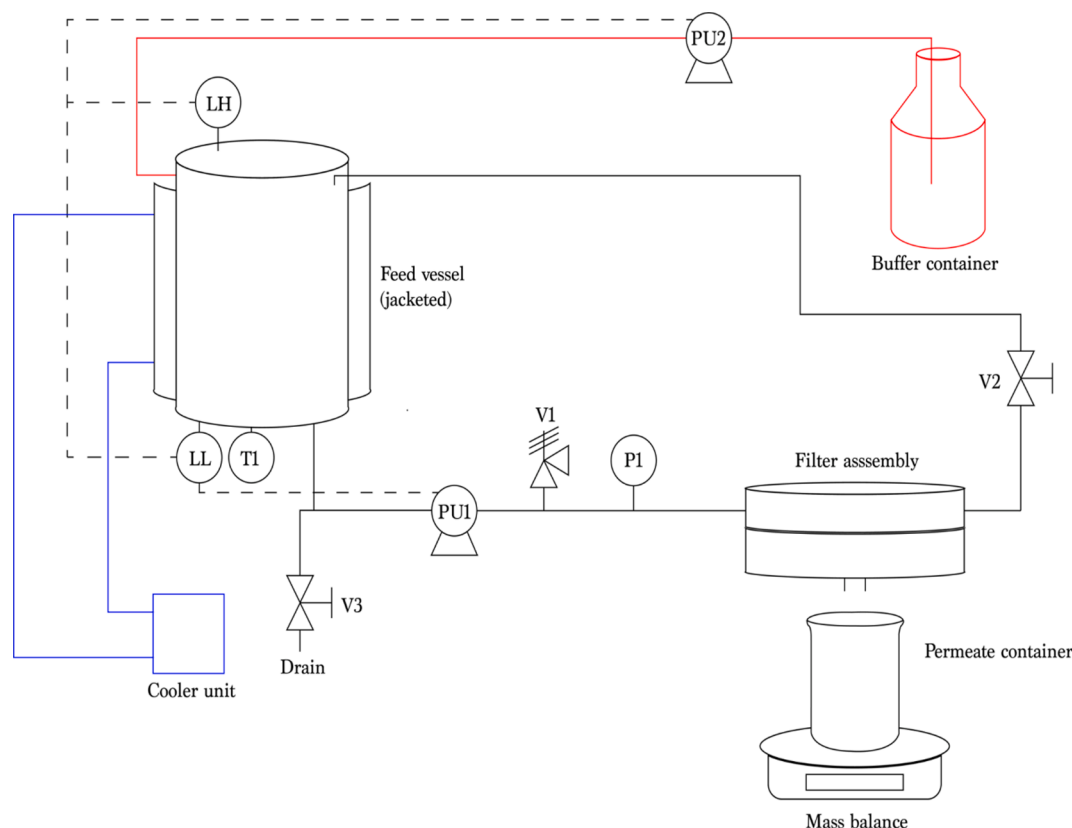 PU2
LH
Buffer container
Feed vessel
(jacketed)
V2
V1
LL
T1
P1
Filter asssembly
PU1
V3
Drain
Permeate container
Cooler unit
Mass balance